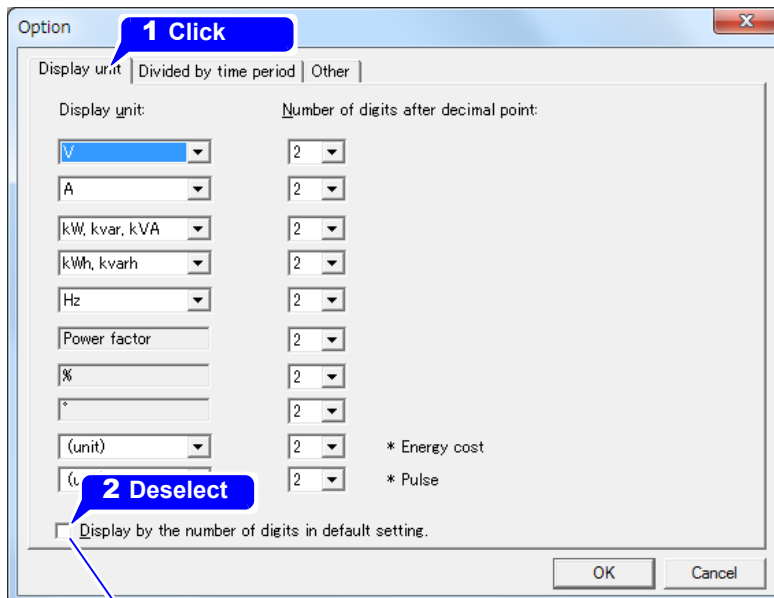 Option
1 Click
Display unit Divided by time period Other
Display unit: Number of digits after decimal point:
V 2
A 2
kW, kvar, kVA 2
kWh, kvarh 2
Hz 2
Power factor 2
% 2
° 2
(unit) 2 * Energy cost
2 * Pulse
2 Deselect
Display by the number of digits in default setting.
OK Cancel